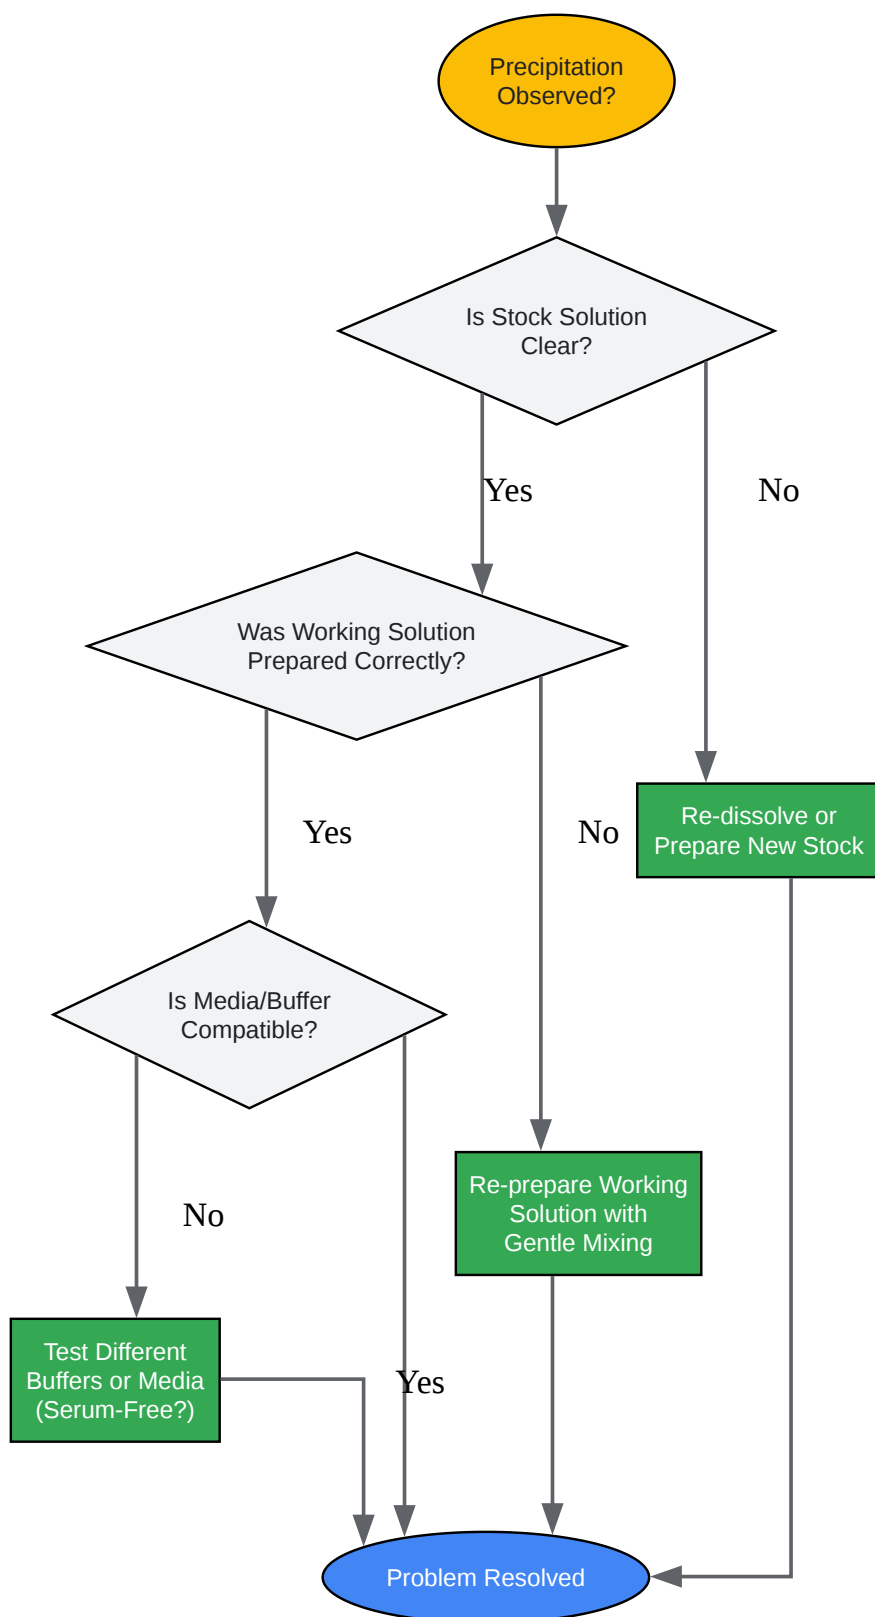 Precipitation
Observed?
Is Stock Solution
Clear?
Yes
No
Was Working Solution
Prepared Correctly?
Yes
No
Re-dissolve or
Prepare New Stock
Is Media/Buffer
Compatible?
No
Re-prepare Working
Solution with
Gentle Mixing
Test Different
Buffers or Media
(Serum-Free?)
Yes
Problem Resolved